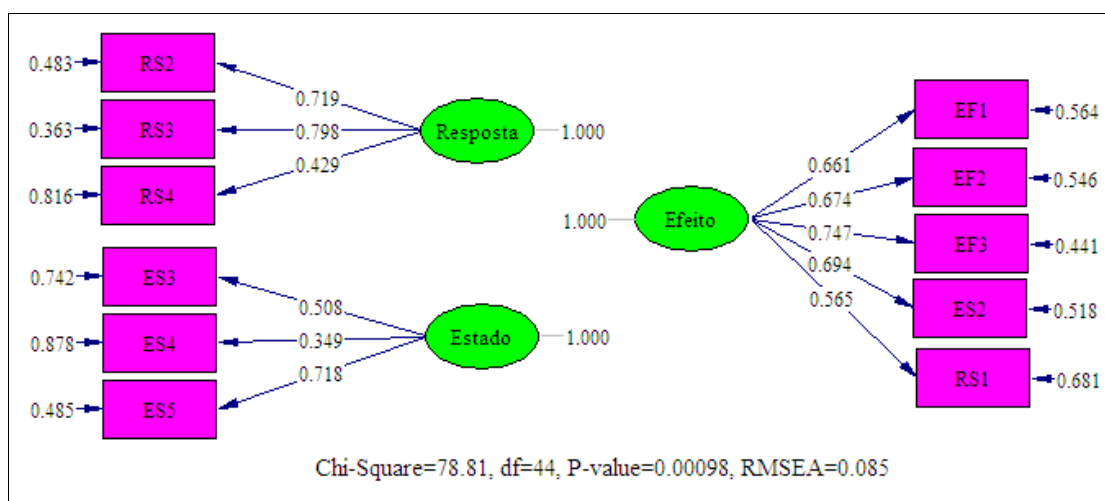 0.483 RS2
0.719
0.363 RS3
0.798
Resposta 1.000
0.429
0.816 RS4
0.742 ES3
0.508
0.878 ES4
0.349
Estado 1.000
0.718
0.485 ES5
1.000 Efeito
0.661
EF1 0.564
0.674
EF2 0.546
0.747
EF3 0.441
0.694
ES2 0.518
0.565
RS1 0.681
Chi-Square=78.81, df=44, P-value=0.00098, RMSEA=0.085